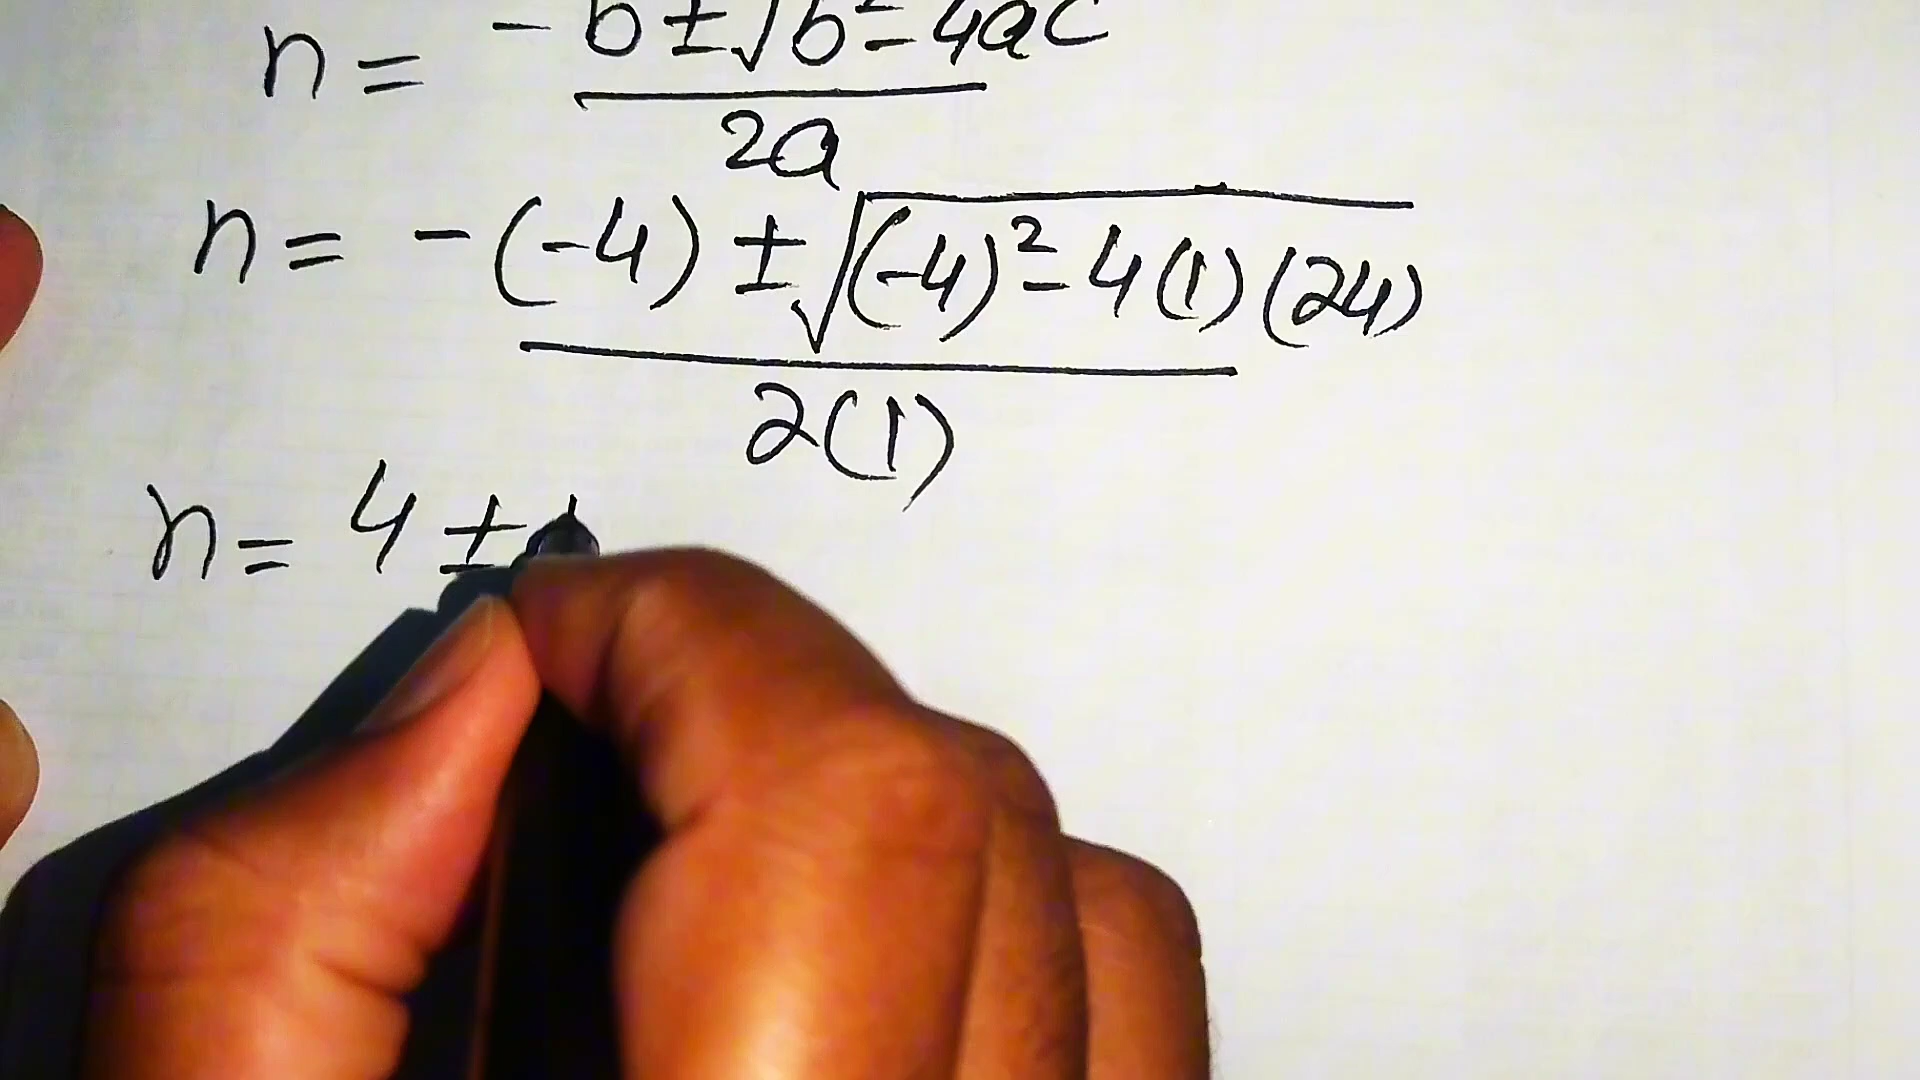 n = -b ± √b² - 4ac
2a
n = -(-4) ± √(-4)² - 4(1)(24)
2(1)
n = 4 ±